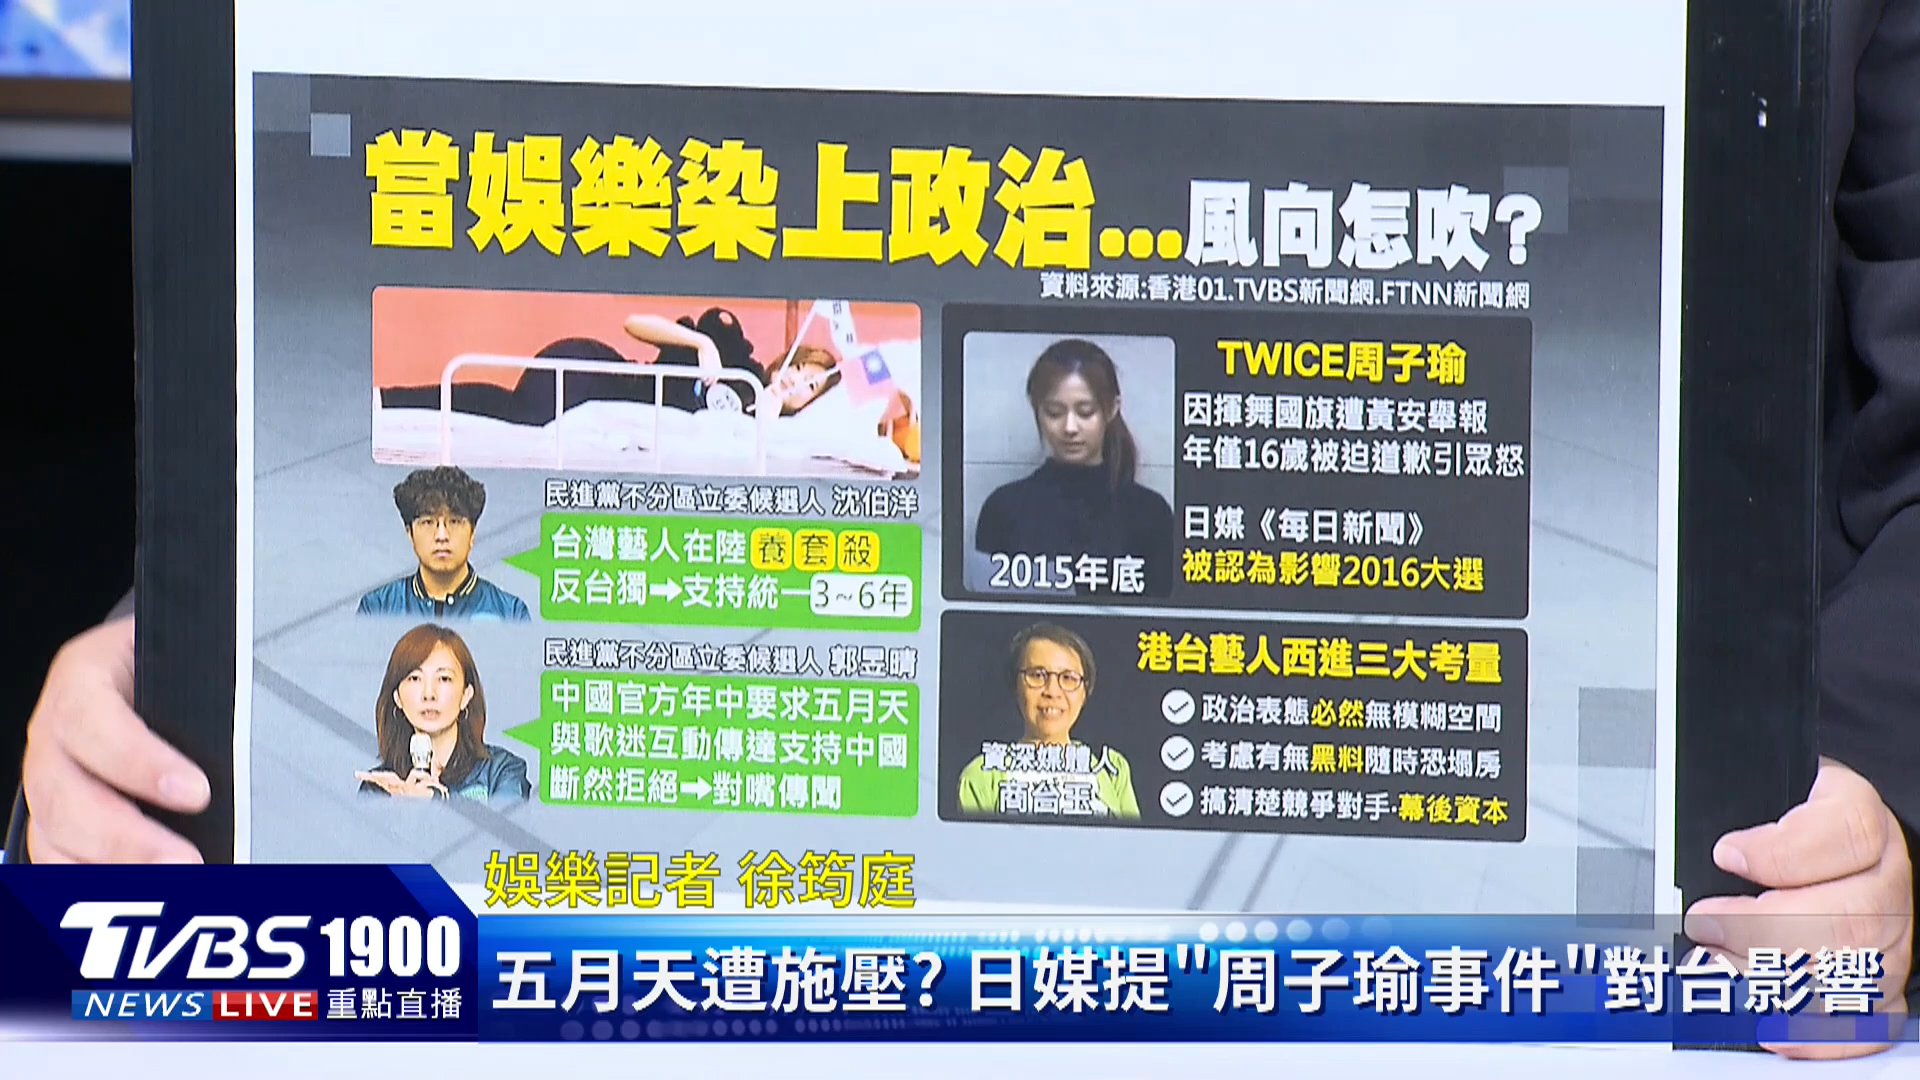 當娛樂染上政治...風向怎吹?
資料來源:香港01.TVBS新聞網.FTNN新聞網
民進黨不分區立委候選人 沈伯洋
台灣藝人在陸養套殺
反台獨→支持統一3~6年
民進黨不分區立委候選人 郭昱晴
中國官方年中要求五月天
與歌迷互動傳達支持中國
斷然拒絕→對嘴傳聞
TWICE周子瑜
因揮舞國旗遭黃安舉報
年僅16歲被迫道歉引眾怒
日媒《每日新聞》
被認為影響2016大選
2015年底
港台藝人西進三大考量
政治表態必然無模糊空間
考慮有無黑料隨時恐塌房
搞清楚競爭對手·幕後資本
資深媒體人
商台玉
娛樂記者 徐筠庭
TVBS 1900
NEWS LIVE 重點直播
五月天遭施壓? 日媒提"周子瑜事件"對台影響